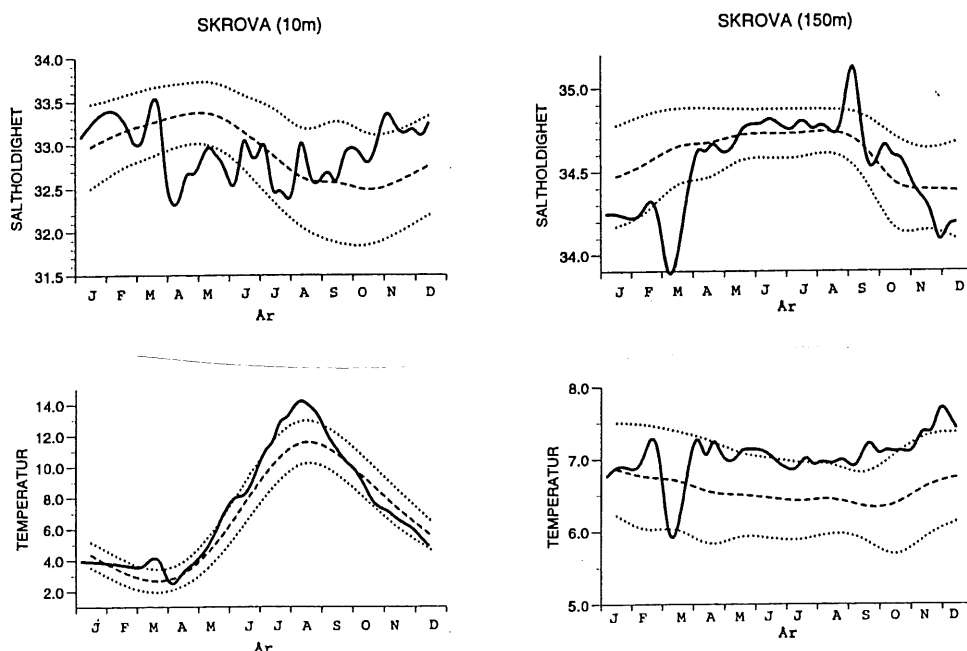 SKROVA (10m)
SALTHOLDIGHET
34.0
33.5
33.0
32.5
32.0
31.5
J F M A M J J A S O N D
År
SKROVA (150m)
SALTHOLDIGHET
35.0
34.5
34.0
J F M A M J J A S O N D
År
TEMPERATUR
14.0
12.0
10.0
8.0
6.0
4.0
2.0
J F M A M J J A S O N D
År
TEMPERATUR
8.0
7.0
6.0
5.0
J F M A M J J A S O N D
År